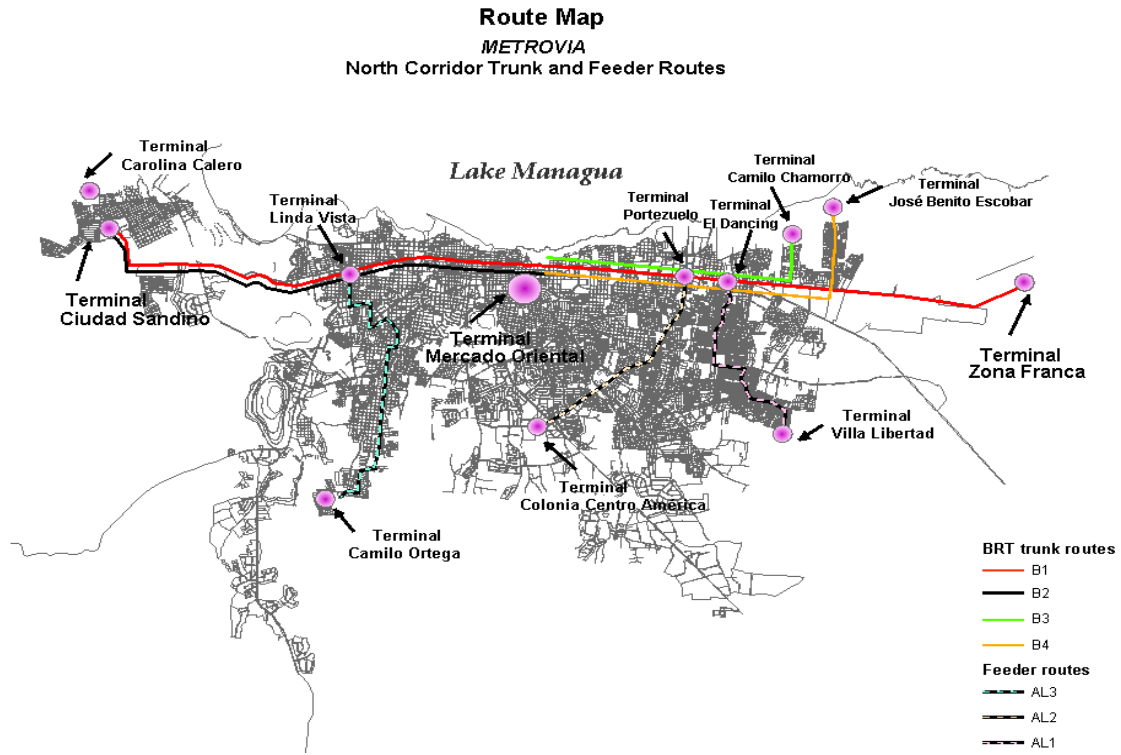 Route Map
METROVIA
North Corridor Trunk and Feeder Routes
Terminal
Carolina Calero
Lake Managua
Terminal
Linda Vista
Terminal
Camilo Chamorro
Terminal
José Benito Escobar
Terminal
Portezuelo
Terminal
El Dancing
Terminal
Ciudad Sandino
Terminal
Mercado Oriental
Terminal
Zona Franca
Terminal
Villa Libertad
Terminal
Colonia Centro América
Terminal
Camilo Ortega
BRT trunk routes
B1
B2
B3
B4
Feeder routes
AL3
AL2
AL1